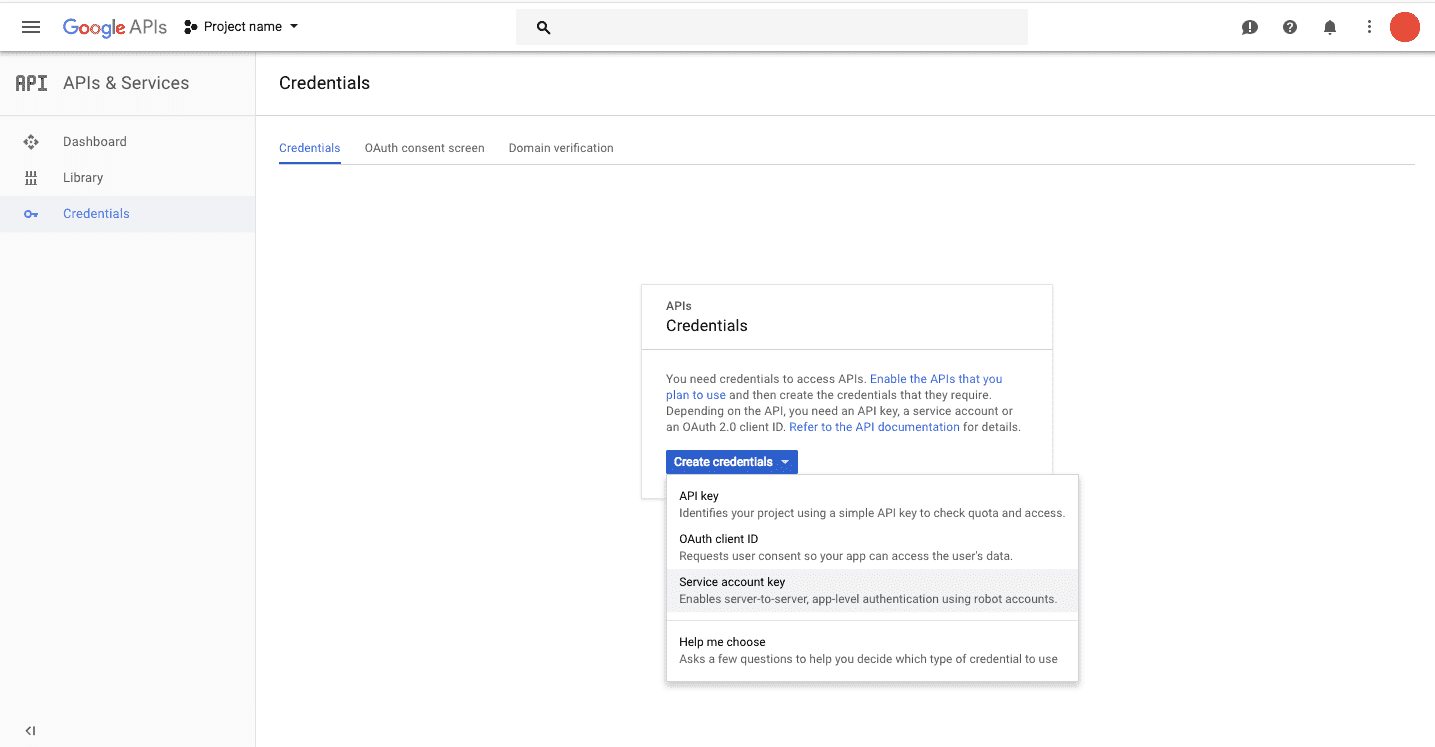 Google APIs
Project name
API APIs & Services
Credentials
Dashboard
Library
Credentials
Credentials OAuth consent screen Domain verification
APIs
Credentials
You need credentials to access APIs. Enable the APIs that you
plan to use and then create the credentials that they require.
Depending on the API, you need an API key, a service account or
an OAuth 2.0 client ID. Refer to the API documentation for details.
Create credentials
API key
Identifies your project using a simple API key to check quota and access.
OAuth client ID
Requests user consent so your app can access the user's data.
Service account key
Enables server-to-server, app-level authentication using robot accounts.
Help me choose
Asks a few questions to help you decide which type of credential to use